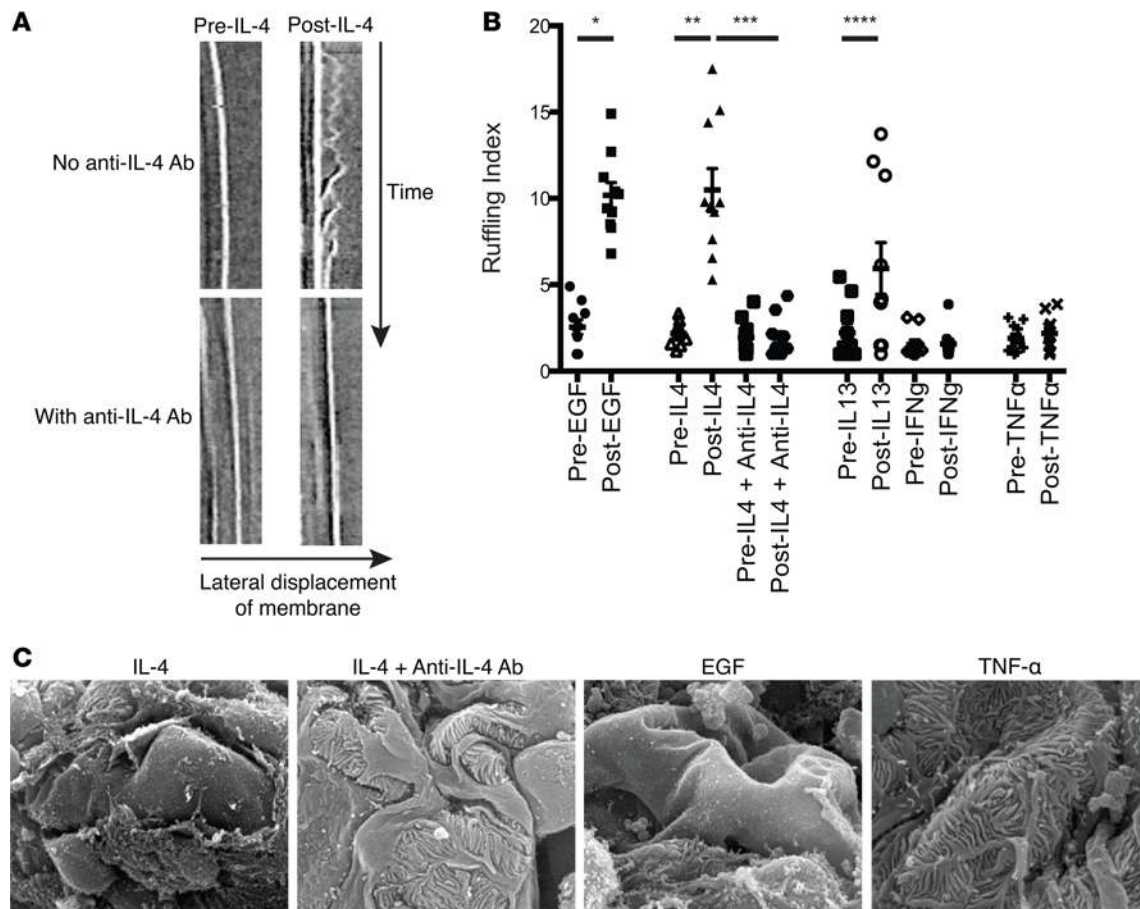 A
Pre-IL-4 Post-IL-4
No anti-IL-4 Ab
Time
With anti-IL-4 Ab
Lateral displacement
of membrane
B
Ruffling Index
20
15
10
5
0
*
**
***
****
Pre-EGF
Post-EGF
Pre-IL4
Post-IL4
Pre-IL4 + Anti-IL4
Post-IL4 + Anti-IL4
Pre-IL13
Post-IL13
Pre-IFNg
Post-IFNg
Pre-TNFα
Post-TNFα
C
IL-4
IL-4 + Anti-IL-4 Ab
EGF
TNF-α